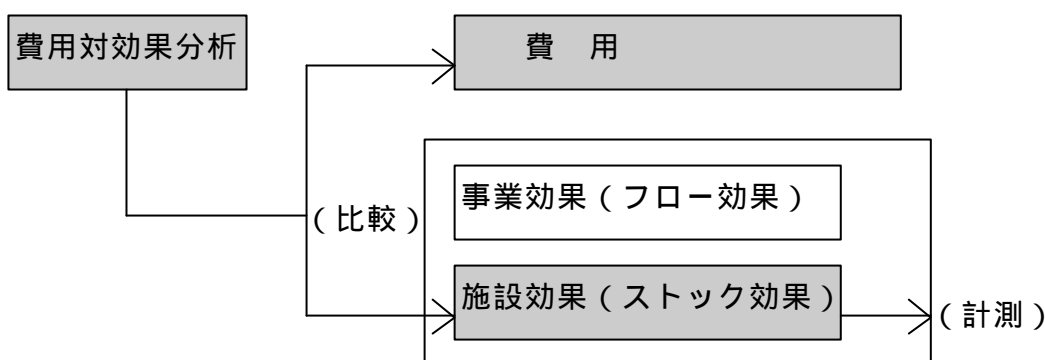 費用対効果分析
費　用
(比較)
事業効果(フロー効果)
施設効果(ストック効果)
(計測)